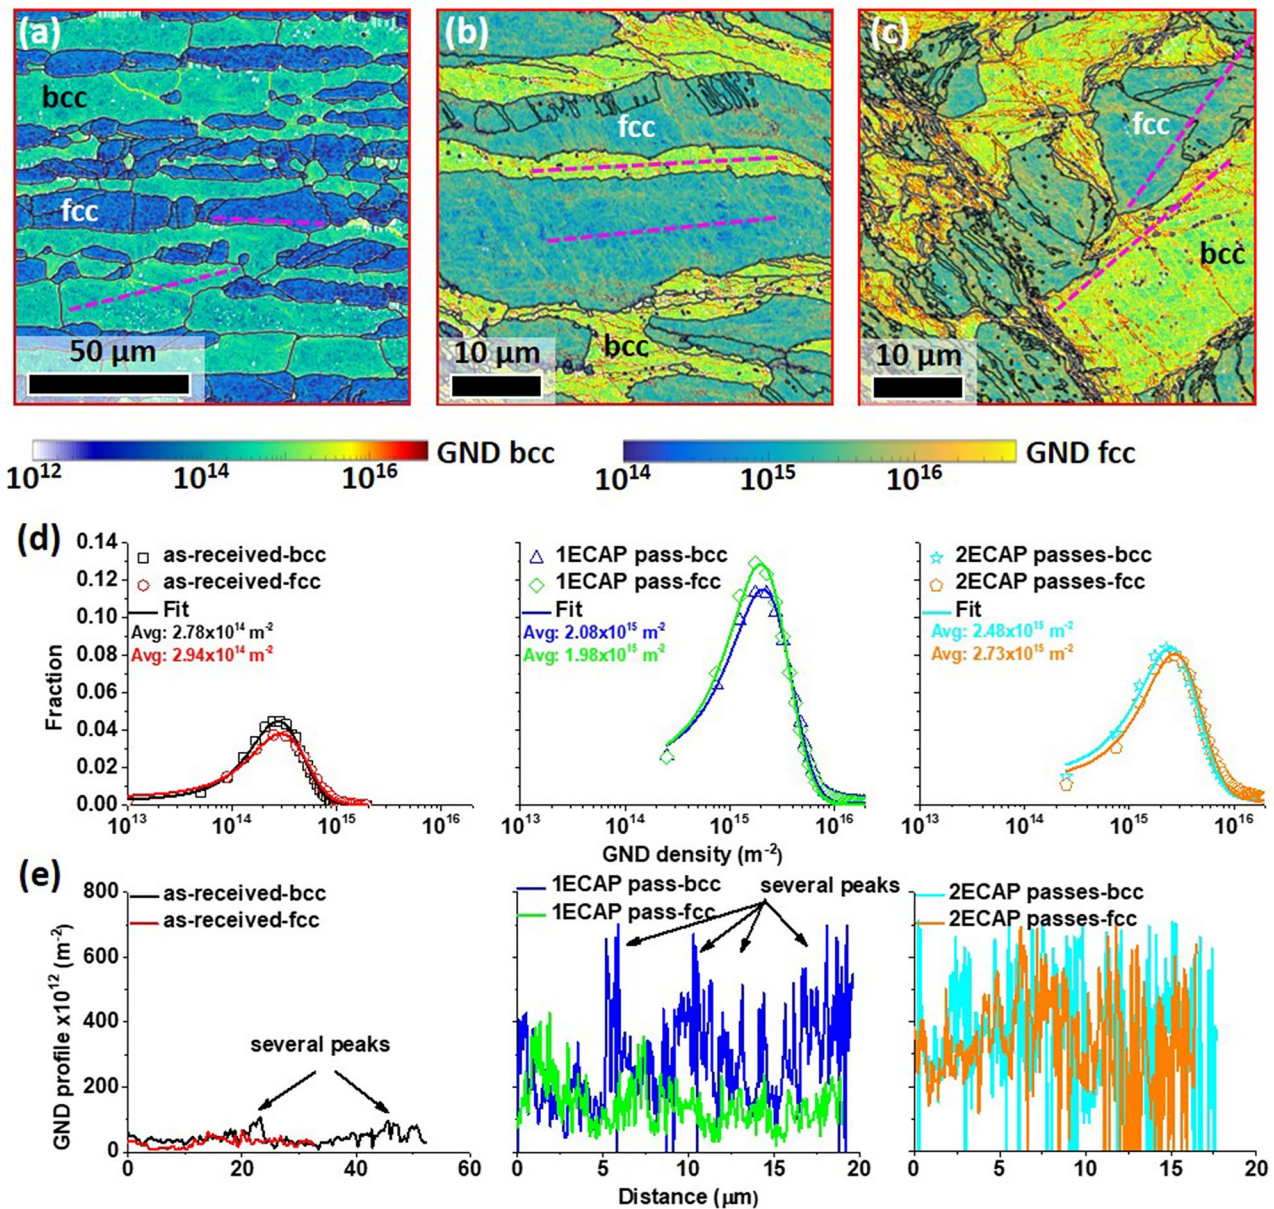 (a)
bcc
fcc
50 μm
(b)
fcc
bcc
10 μm
(c)
fcc
bcc
10 μm
10¹² 10¹⁴ 10¹⁶ GND bcc
10¹⁴ 10¹⁵ 10¹⁶ GND fcc
(d)
Fraction
0.14
0.12
0.10
0.08
0.06
0.04
0.02
0.00
as-received-bcc
as-received-fcc
Fit
Avg: 2.78x10¹⁴ m⁻²
Avg: 2.94x10¹⁴ m⁻²
10¹³ 10¹⁴ 10¹⁵ 10¹⁶
1ECAP pass-bcc
1ECAP pass-fcc
Fit
Avg: 2.08x10¹⁵ m⁻²
Avg: 1.98x10¹⁵ m⁻²
10¹³ 10¹⁴ 10¹⁵ 10¹⁶
2ECAP passes-bcc
2ECAP passes-fcc
Fit
Avg: 2.48x10¹⁵ m⁻²
Avg: 2.73x10¹⁵ m⁻²
10¹³ 10¹⁴ 10¹⁵ 10¹⁶
GND density (m⁻²)
(e)
GND profile x10¹² (m⁻²)
800
600
400
200
0
as-received-bcc
as-received-fcc
several peaks
0 20 40 60
1ECAP pass-bcc
1ECAP pass-fcc
several peaks
0 5 10 15 20
2ECAP passes-bcc
2ECAP passes-fcc
0 5 10 15 20
Distance (μm)